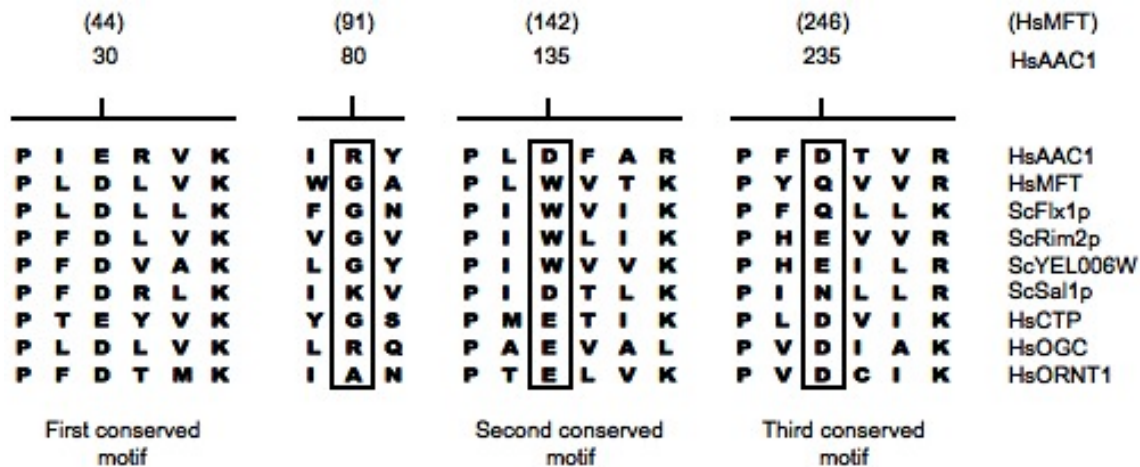 (44) (91) (142) (246) (HsMFT)
30 80 135 235 HsAAC1
P I E R V K I R Y P L D F A R P F D T V R HsAAC1
P L D L V K W G A P L W V T K P Y Q V V R HsMFT
P L D L L K F G N P I W V I K P F Q L L K ScFlx1p
P F D L V K V G V P I W L I K P H E V V R ScRim2p
P F D V A K L G Y P I W V V K P H E I L R ScYEL006W
P F D R L K I K V P I D T L K P I N L L R ScSal1p
P T E Y V K Y G S P M E T I K P L D V I K HsCTP
P L D L V K L R Q P A E V A L P V D I A K HsOGC
P F D T M K I A N P T E L V K P V D C I K HsORNT1
First conserved Second conserved Third conserved
motif motif motif